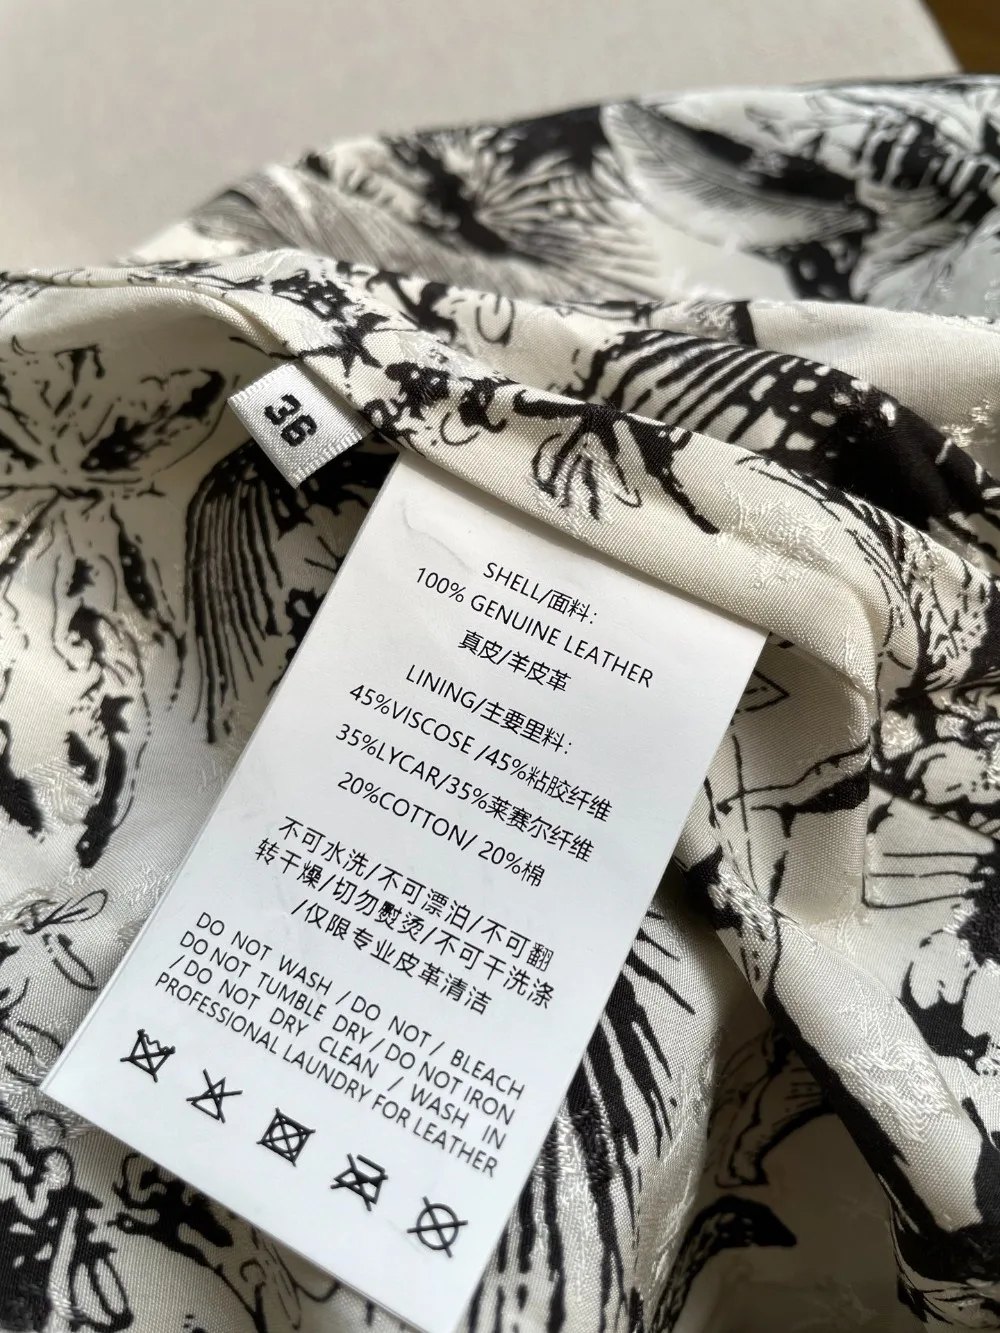 36
SHELL/面料:
100% GENUINE LEATHER
真皮/羊皮革
LINING/主要里料:
45%VISCOSE /45%粘胶纤维
35%LYCAR/35%莱赛尔纤维
20%COTTON/ 20%棉
不可水洗/不可漂泊/不可翻
转干燥/切勿熨烫/不可干洗涤
/仅限专业皮革清洁
DO NOT WASH /DO NOT / BLEACH
DO NOT TUMBLE DRY/DO NOT IRON
/DO NOT DRY CLEAN / WASH IN
PROFESSIONAL LAUNDRY FOR LEATHER